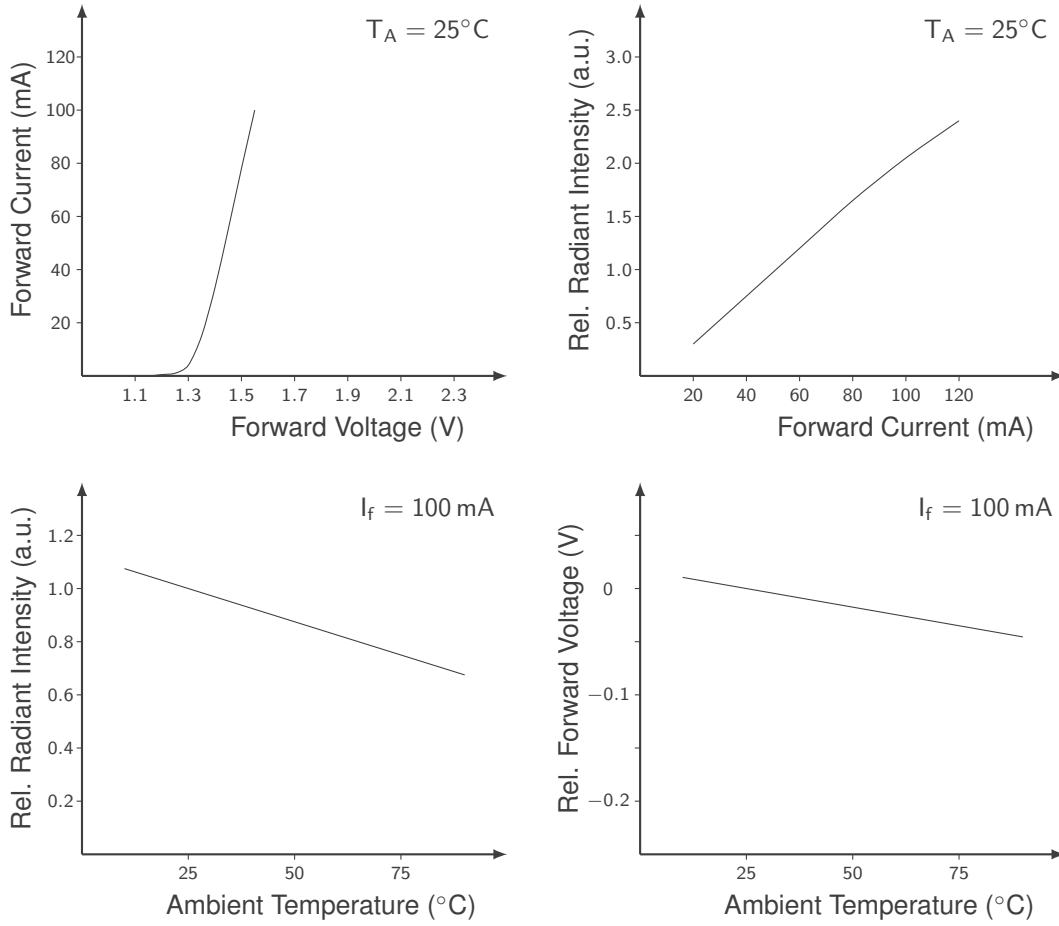 T_A = 25°C
Forward Current (mA)
120
100
80
60
40
20
1.1 1.3 1.5 1.7 1.9 2.1 2.3
Forward Voltage (V)
T_A = 25°C
Rel. Radiant Intensity (a.u.)
3.0
2.5
2.0
1.5
1.0
0.5
20 40 60 80 100 120
Forward Current (mA)
I_f = 100 mA
Rel. Radiant Intensity (a.u.)
1.2
1.0
0.8
0.6
0.4
0.2
25 50 75
Ambient Temperature (°C)
I_f = 100 mA
Rel. Forward Voltage (V)
0
−0.1
−0.2
25 50 75
Ambient Temperature (°C)